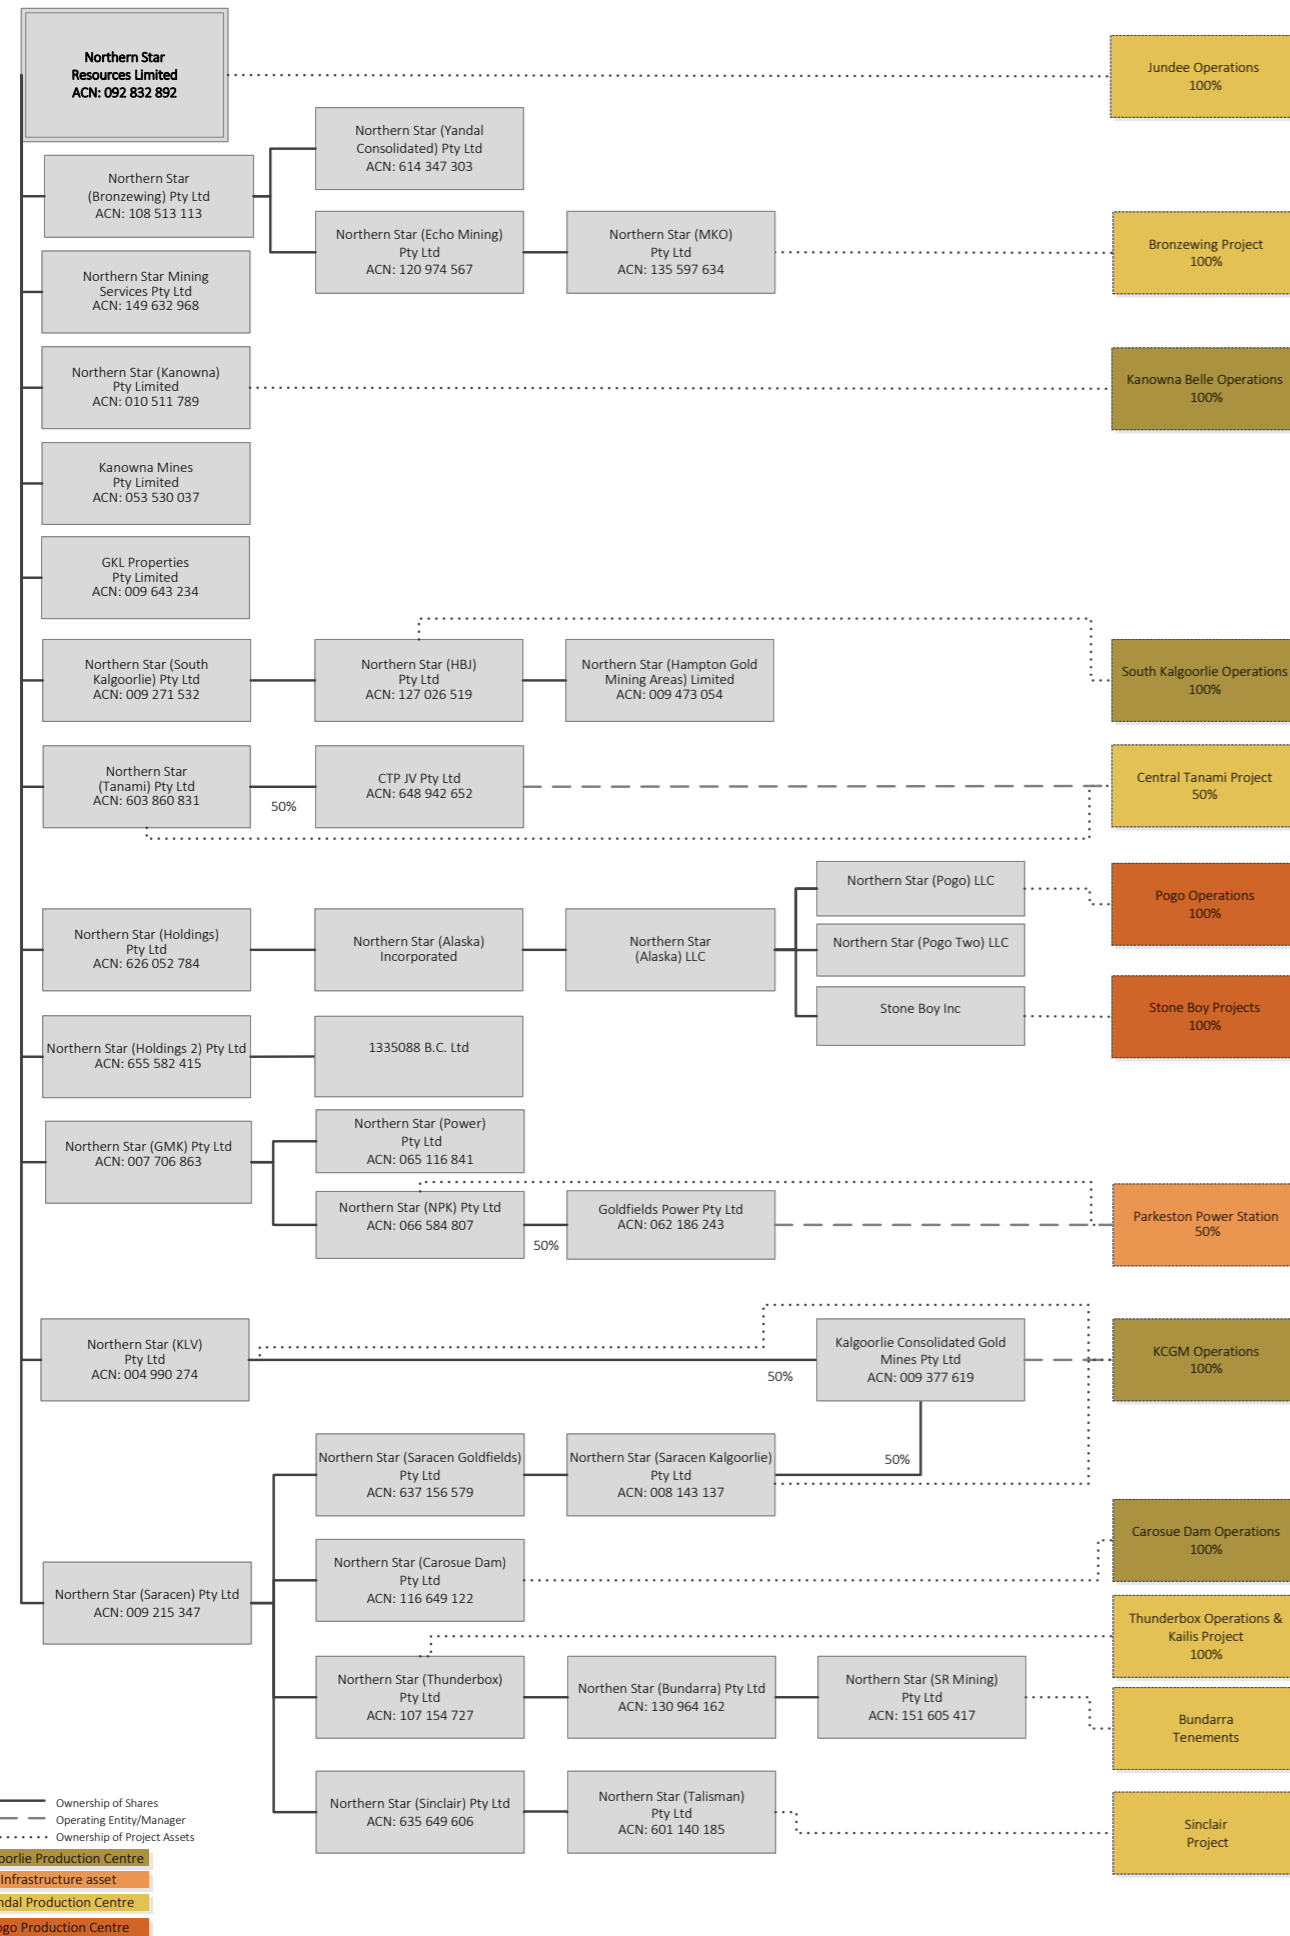 Northern Star
Resources Limited
ACN: 092 832 892
Jundee Operations
100%
Northern Star (Yandal
Consolidated) Pty Ltd
ACN: 614 347 303
Northern Star
(Bronzewing) Pty Ltd
ACN: 108 513 113
Northern Star (Echo Mining)
Pty Ltd
ACN: 120 974 567
Northern Star (MKO)
Pty Ltd
ACN: 135 597 634
Bronzewing Project
100%
Northern Star Mining
Services Pty Ltd
ACN: 149 632 968
Northern Star (Kanowna)
Pty Limited
ACN: 010 511 789
Kanowna Belle Operations
100%
Kanowna Mines
Pty Limited
ACN: 053 530 037
GKL Properties
Pty Limited
ACN: 009 643 234
Northern Star (South
Kalgoorlie) Pty Ltd
ACN: 009 271 532
Northern Star (HBJ)
Pty Ltd
ACN: 127 026 519
Northern Star (Hampton Gold
Mining Areas) Limited
ACN: 009 473 054
South Kalgoorlie Operations
100%
Northern Star
(Tanami) Pty Ltd
ACN: 603 860 831
50%
CTP JV Pty Ltd
ACN: 648 942 652
Central Tanami Project
50%
Northern Star (Pogo) LLC
Pogo Operations
100%
Northern Star (Holdings)
Pty Ltd
ACN: 626 052 784
Northern Star (Alaska)
Incorporated
Northern Star
(Alaska) LLC
Northern Star (Pogo Two) LLC
Stone Boy Inc
Stone Boy Projects
100%
Northern Star (Holdings 2) Pty Ltd
ACN: 655 582 415
1335088 B.C. Ltd
Northern Star (GMK) Pty Ltd
ACN: 007 706 863
Northern Star (Power)
Pty Ltd
ACN: 065 116 841
Northern Star (NPK) Pty Ltd
ACN: 066 584 807
50%
Goldfields Power Pty Ltd
ACN: 062 186 243
Parkeston Power Station
50%
Northern Star (KLV)
Pty Ltd
ACN: 004 990 274
50%
Kalgoorlie Consolidated Gold
Mines Pty Ltd
ACN: 009 377 619
KCGM Operations
100%
Northern Star (Saracen Goldfields)
Pty Ltd
ACN: 637 156 579
Northern Star (Saracen Kalgoorlie)
Pty Ltd
ACN: 008 143 137
50%
Carosue Dam Operations
100%
Northern Star (Carosue Dam)
Pty Ltd
ACN: 116 649 122
Northern Star (Saracen) Pty Ltd
ACN: 009 215 347
Thunderbox Operations &
Kailis Project
100%
Northern Star (Thunderbox)
Pty Ltd
ACN: 107 154 727
Northen Star (Bundarra) Pty Ltd
ACN: 130 964 162
Northern Star (SR Mining)
Pty Ltd
ACN: 151 605 417
Bundarra
Tenements
Northern Star (Sinclair) Pty Ltd
ACN: 635 649 606
Northern Star (Talisman)
Pty Ltd
ACN: 601 140 185
Sinclair
Project
Ownership of Shares
Operating Entity/Manager
Ownership of Project Assets
oorlie Production Centre
Infrastructure asset
ndal Production Centre
ogo Production Centre